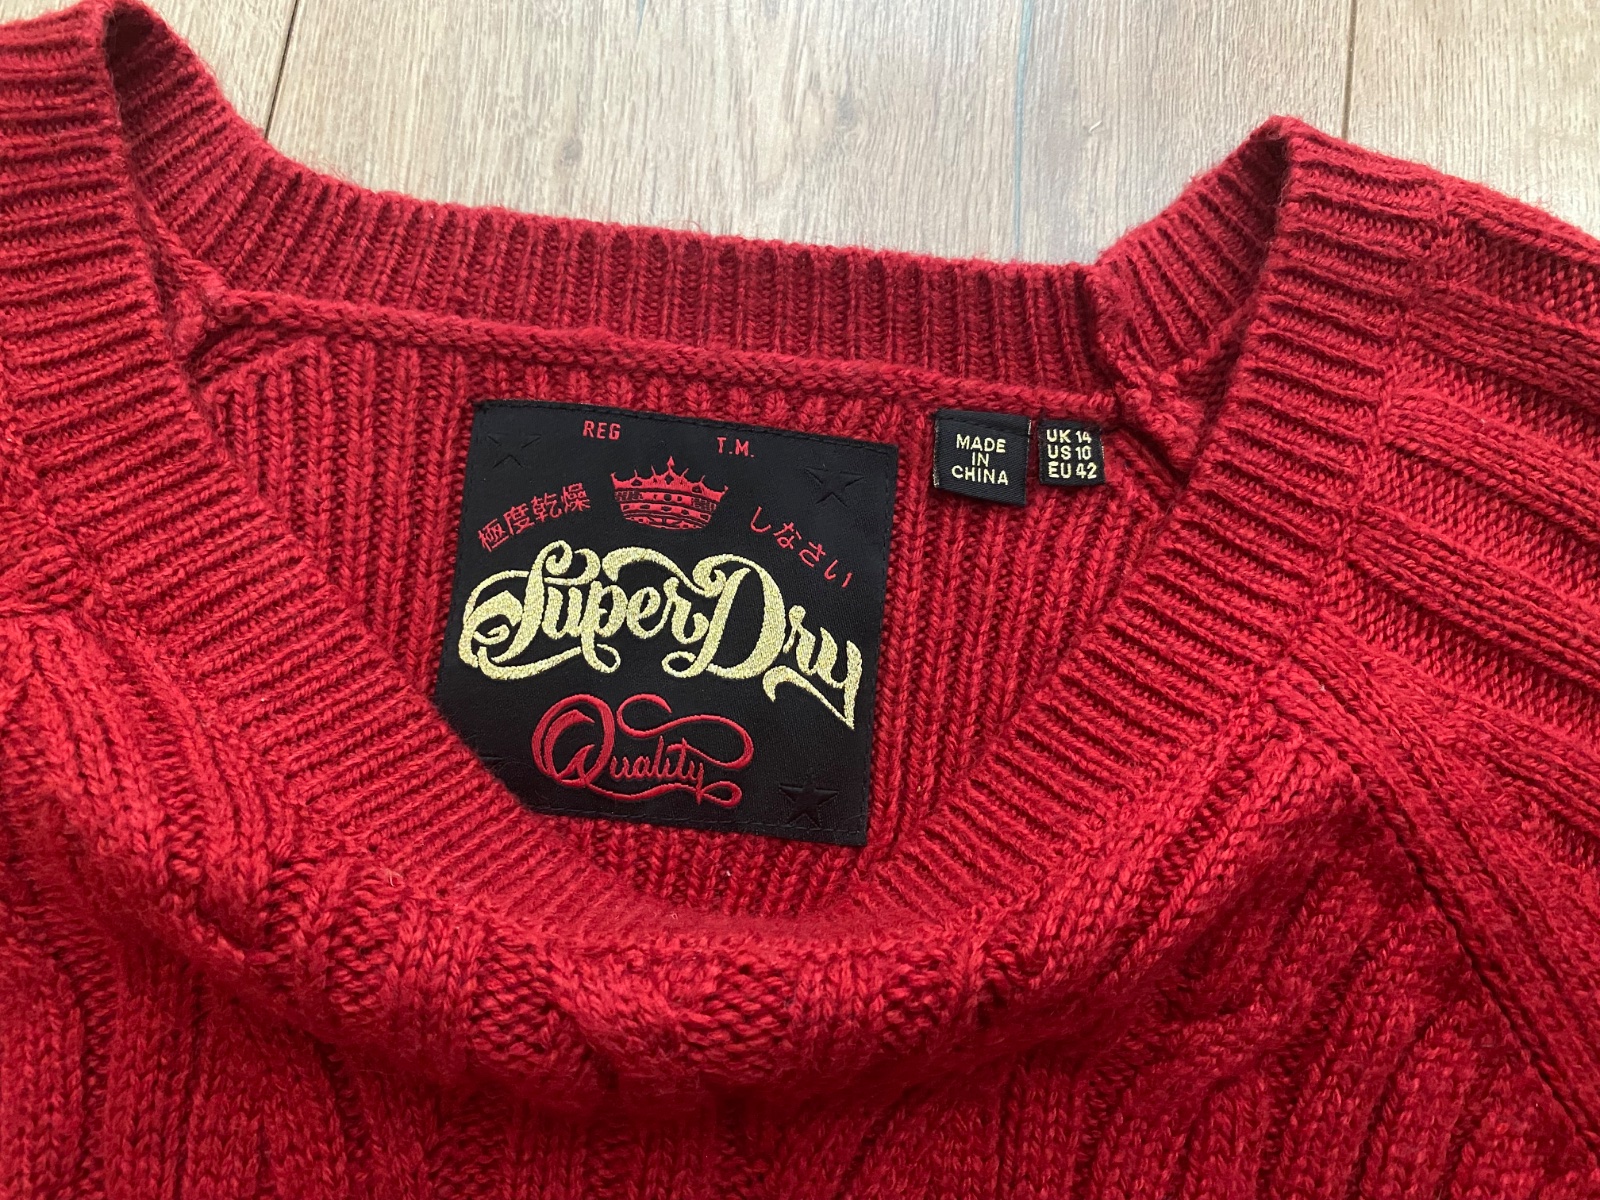 REG T.M.
極度乾燥 しなさい
SuperDry
Quality
MADE
IN
CHINA
UK 14
US 10
EU 42